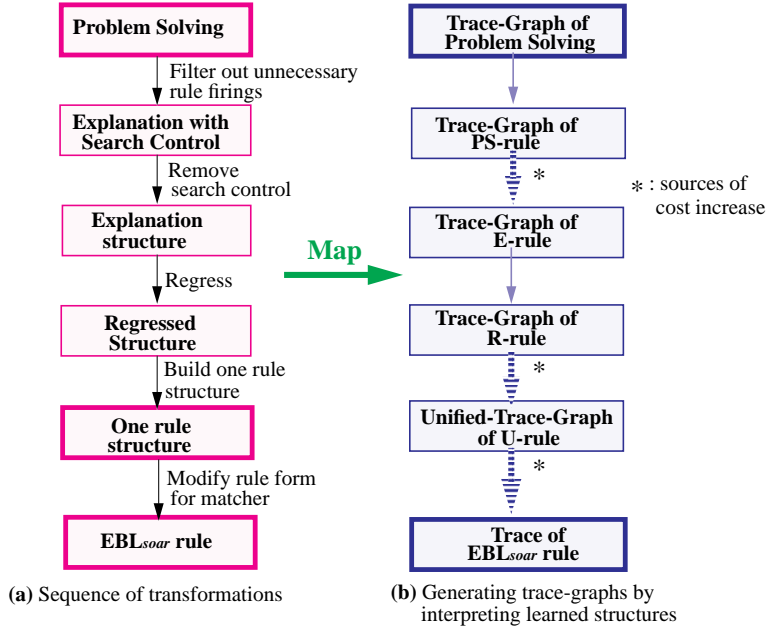 Problem Solving
Filter out unnecessary
rule firings
Explanation with
Search Control
Remove
search control
Explanation
structure
Regress
Regressed
Structure
Build one rule
structure
One rule
structure
Modify rule form
for matcher
EBLsoar rule
(a) Sequence of transformations
Map
Trace-Graph of
Problem Solving
Trace-Graph of
PS-rule
*
* : sources of
cost increase
Trace-Graph of
E-rule
Trace-Graph of
R-rule
*
Unified-Trace-Graph
of U-rule
*
Trace of
EBLsoar rule
(b) Generating trace-graphs by
interpreting learned structures